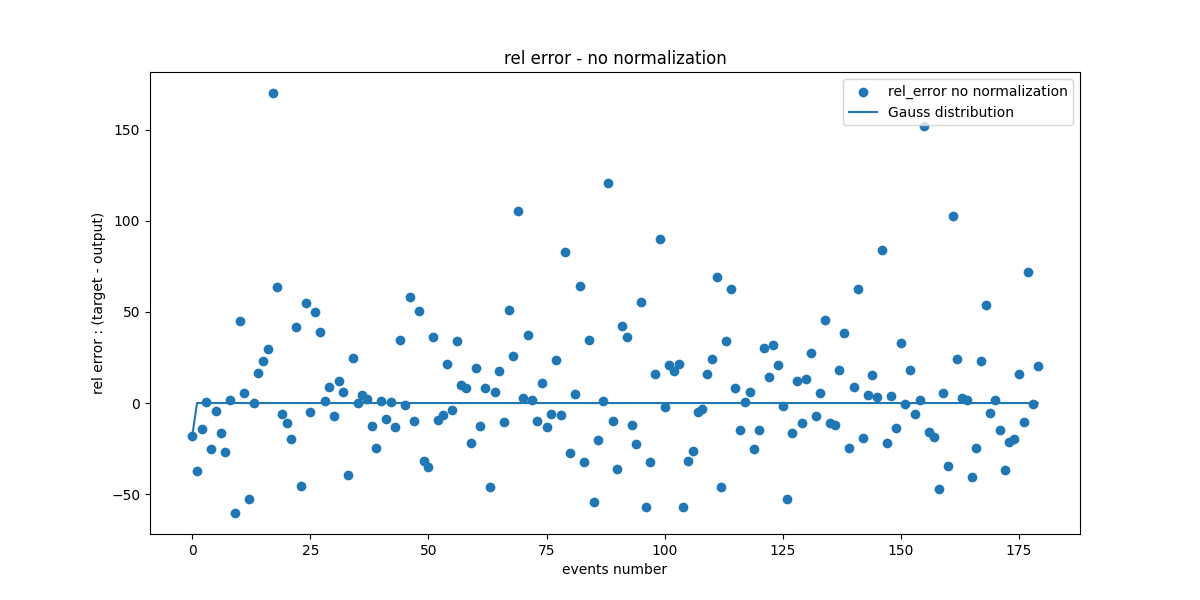 rel error - no normalization
rel_error no normalization
Gauss distribution
rel error : (target - output)
150
100
50
0
−50
0 25 50 75 100 125 150 175
events number